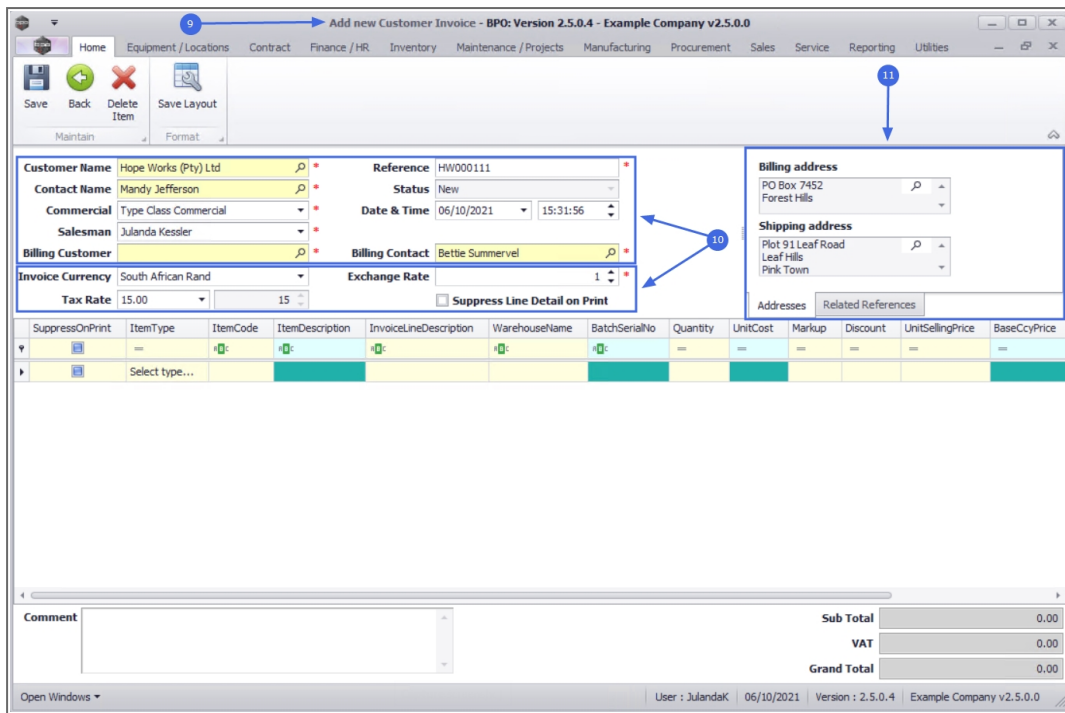 9
Add new Customer Invoice - BPO: Version 2.5.0.4 - Example Company v2.5.0.0
Home Equipment / Locations Contract Finance / HR Inventory Maintenance / Projects Manufacturing Procurement Sales Service Reporting Utilities
11
Save Back Delete Item Save Layout
Maintain Format
Customer Name Hope Works (Pty) Ltd * Reference HW000111 *
Contact Name Mandy Jefferson * Status New
Commercial Type Class Commercial * Date & Time 06/10/2021 15:31:56
Salesman Julanda Kessler *
Billing Customer * Billing Contact Bettie Summervel *
10
Invoice Currency South African Rand Exchange Rate 1 *
Tax Rate 15.00 15 Suppress Line Detail on Print
Billing address
PO Box 7452
Forest Hills
Shipping address
Plot 91 Leaf Road
Leaf Hills
Pink Town
Addresses Related References
SuppressOnPrint ItemType ItemCode ItemDescription InvoiceLineDescription WarehouseName BatchSerialNo Quantity UnitCost Markup Discount UnitSellingPrice BaseCcyPrice
= = = = = = =
Select type...
Comment
Sub Total 0.00
VAT 0.00
Grand Total 0.00
Open Windows User : JulandaK 06/10/2021 Version : 2.5.0.4 Example Company v2.5.0.0